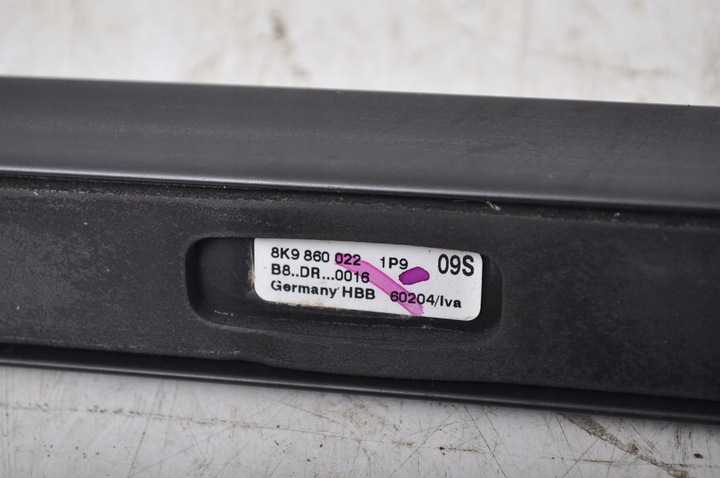 8K9 860 022 1P9 09S
B8..DR...0016
Germany HBB 60204/Iva